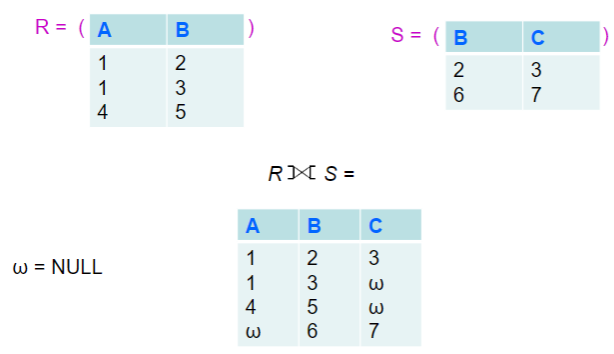 R = ( A B )
1 2
1 3
4 5
S = ( B C )
2 3
6 7
R ⟗ S =
A B C
1 2 3
1 3 ω
4 5 ω
ω 6 7
ω = NULL